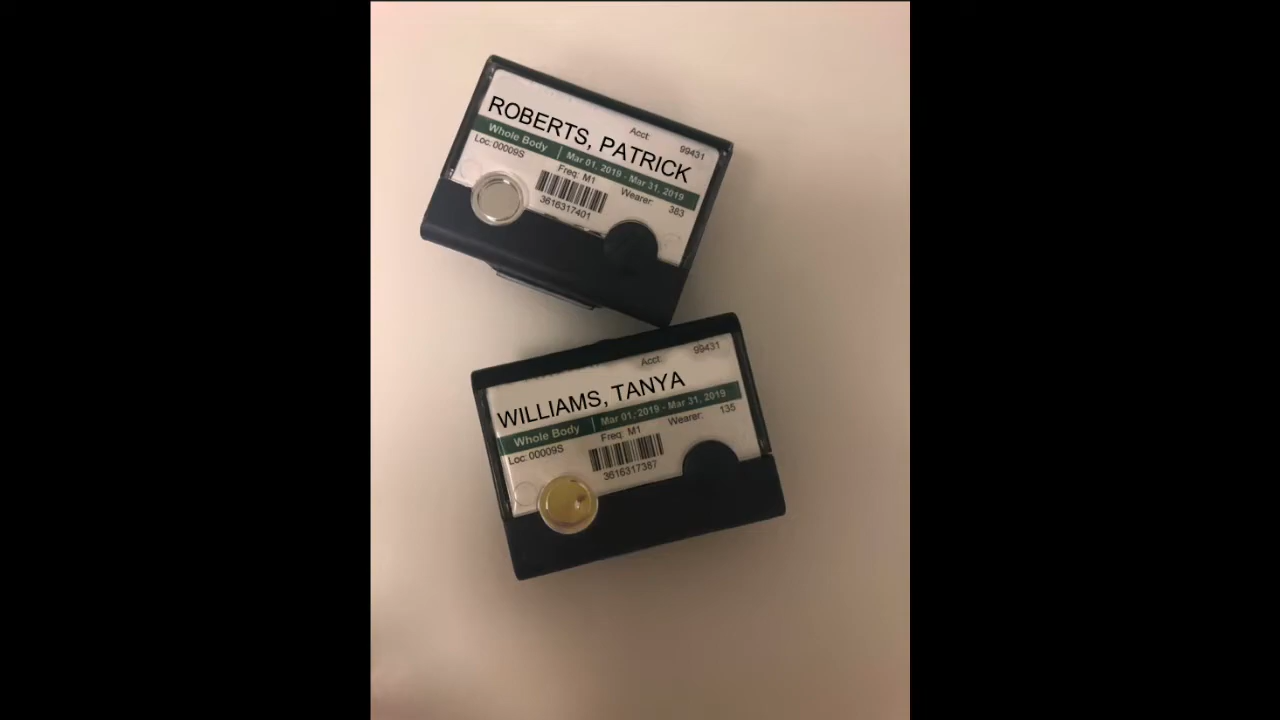 Acct: 99431
ROBERTS, PATRICK
Whole Body | Mar 01, 2019 - Mar 31, 2019
Loc: 00009S Freq: M1 Wearer: 383
3616317401
Acct: 99431
WILLIAMS, TANYA
Whole Body | Mar 01, 2019 - Mar 31, 2019
Loc: 00009S Freq: M1 Wearer: 135
3616317387